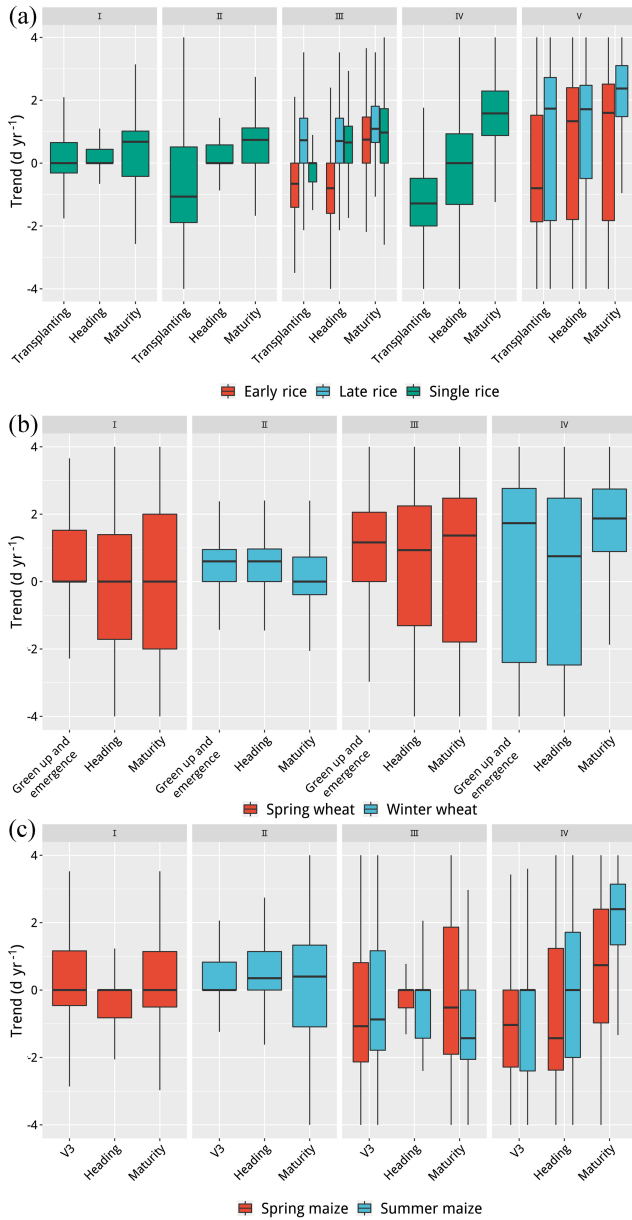 (a)
I II III IV V
Trend (d yr⁻¹)
4
2
0
-2
-4
Transplanting Heading Maturity Transplanting Heading Maturity Transplanting Heading Maturity Transplanting Heading Maturity Transplanting Heading Maturity
Early rice Late rice Single rice
(b)
I II III IV
Trend (d yr⁻¹)
4
2
0
-2
-4
Green up and emergence Heading Maturity Green up and emergence Heading Maturity Green up and emergence Heading Maturity Green up and emergence Heading Maturity
Spring wheat Winter wheat
(c)
I II III IV
Trend (d yr⁻¹)
4
2
0
-2
-4
V3 Heading Maturity V3 Heading Maturity V3 Heading Maturity V3 Heading Maturity
Spring maize Summer maize